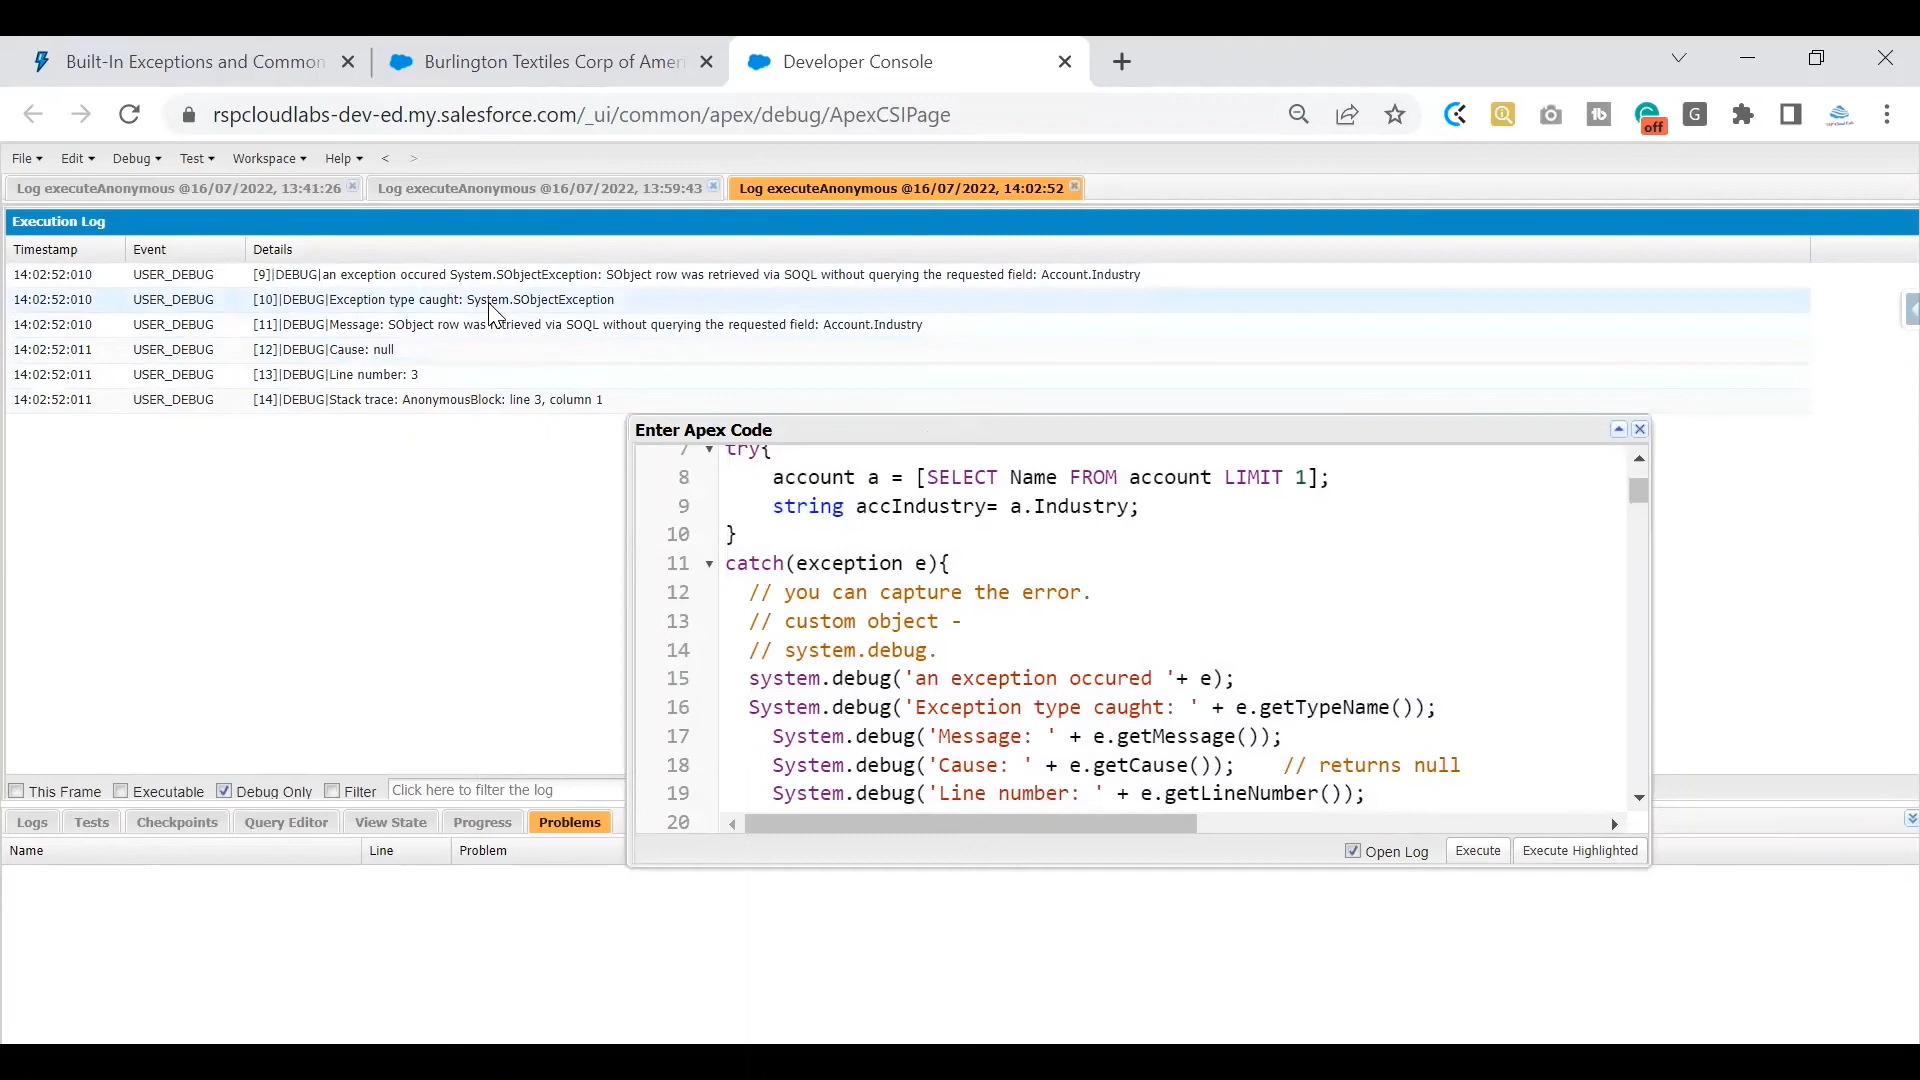 Built-In Exceptions and Common
Burlington Textiles Corp of Amer
Developer Console
rspcloudlabs-dev-ed.my.salesforce.com/_ui/common/apex/debug/ApexCSIPage
off
G
File
Edit
Debug
Test
Workspace
Help
<
>
Log executeAnonymous @16/07/2022, 13:41:26
Log executeAnonymous @16/07/2022, 13:59:43
Log executeAnonymous @16/07/2022, 14:02:52
Execution Log
Timestamp Event Details
14:02:52:010 USER_DEBUG [9]|DEBUG|an exception occured System.SObjectException: SObject row was retrieved via SOQL without querying the requested field: Account.Industry
14:02:52:010 USER_DEBUG [10]|DEBUG|Exception type caught: System.SObjectException
14:02:52:010 USER_DEBUG [11]|DEBUG|Message: SObject row was retrieved via SOQL without querying the requested field: Account.Industry
14:02:52:011 USER_DEBUG [12]|DEBUG|Cause: null
14:02:52:011 USER_DEBUG [13]|DEBUG|Line number: 3
14:02:52:011 USER_DEBUG [14]|DEBUG|Stack trace: AnonymousBlock: line 3, column 1
Enter Apex Code
7 try{
8 account a = [SELECT Name FROM account LIMIT 1];
9 string accIndustry= a.Industry;
10 }
11 catch(exception e){
12 // you can capture the error.
13 // custom object -
14 // system.debug.
15 system.debug('an exception occured '+ e);
16 System.debug('Exception type caught: ' + e.getTypeName());
17 System.debug('Message: ' + e.getMessage());
18 System.debug('Cause: ' + e.getCause()); // returns null
19 System.debug('Line number: ' + e.getLineNumber());
20
Open Log
Execute
Execute Highlighted
This Frame
Executable
Debug Only
Filter
Click here to filter the log
Logs
Tests
Checkpoints
Query Editor
View State
Progress
Problems
Name Line Problem